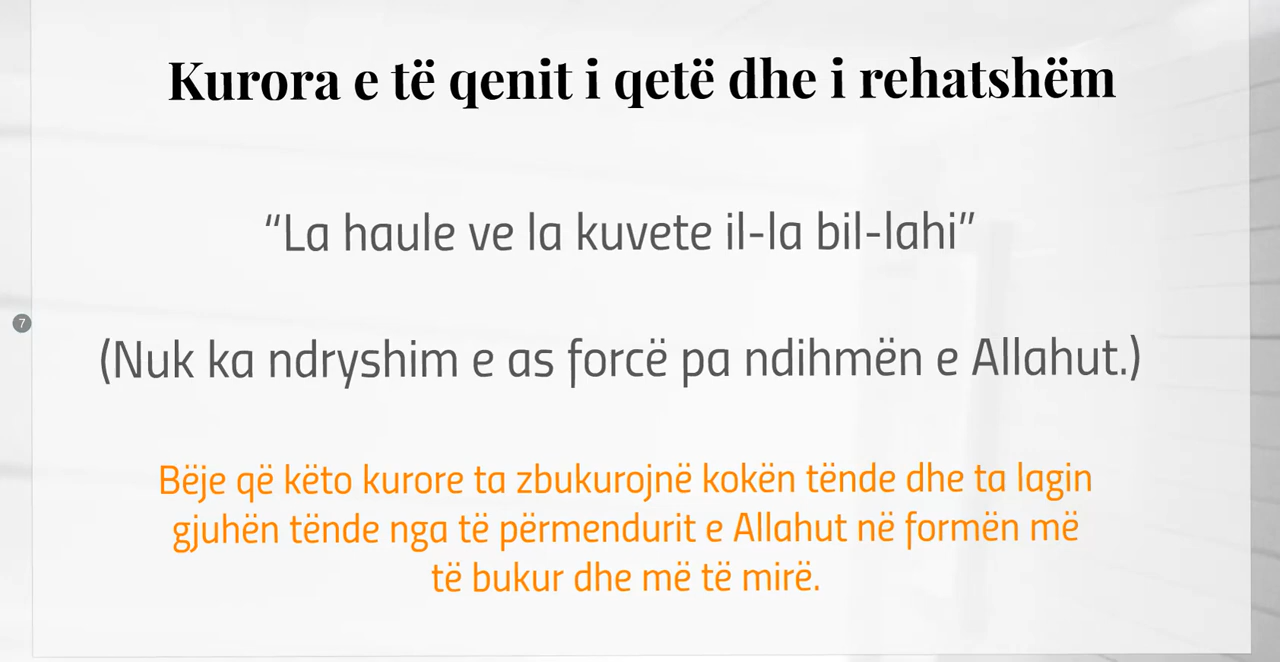 Kurora e të qenit i qetë dhe i rehatshëm
“La haule ve la kuvete il-la bil-lahi”
7
(Nuk ka ndryshim e as forcë pa ndihmën e Allahut.)
Bëje që këto kurore ta zbukurojnë kokën tënde dhe ta lagin
gjuhën tënde nga të përmendurit e Allahut në formën më
të bukur dhe më të mirë.